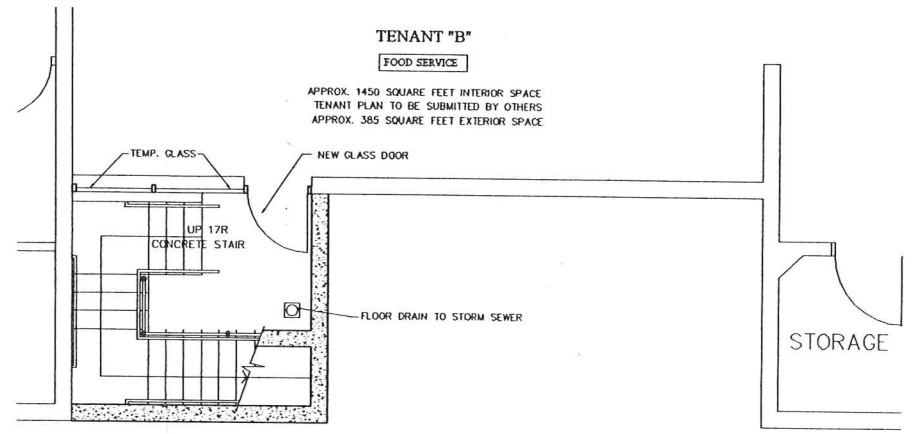 TENANT "B"
FOOD SERVICE
APPROX. 1450 SQUARE FEET INTERIOR SPACE
TENANT PLAN TO BE SUBMITTED BY OTHERS
APPROX. 385 SQUARE FEET EXTERIOR SPACE
TEMP. GLASS
NEW GLASS DOOR
UP 17R
CONCRETE STAIR
FLOOR DRAIN TO STORM SEWER
STORAGE